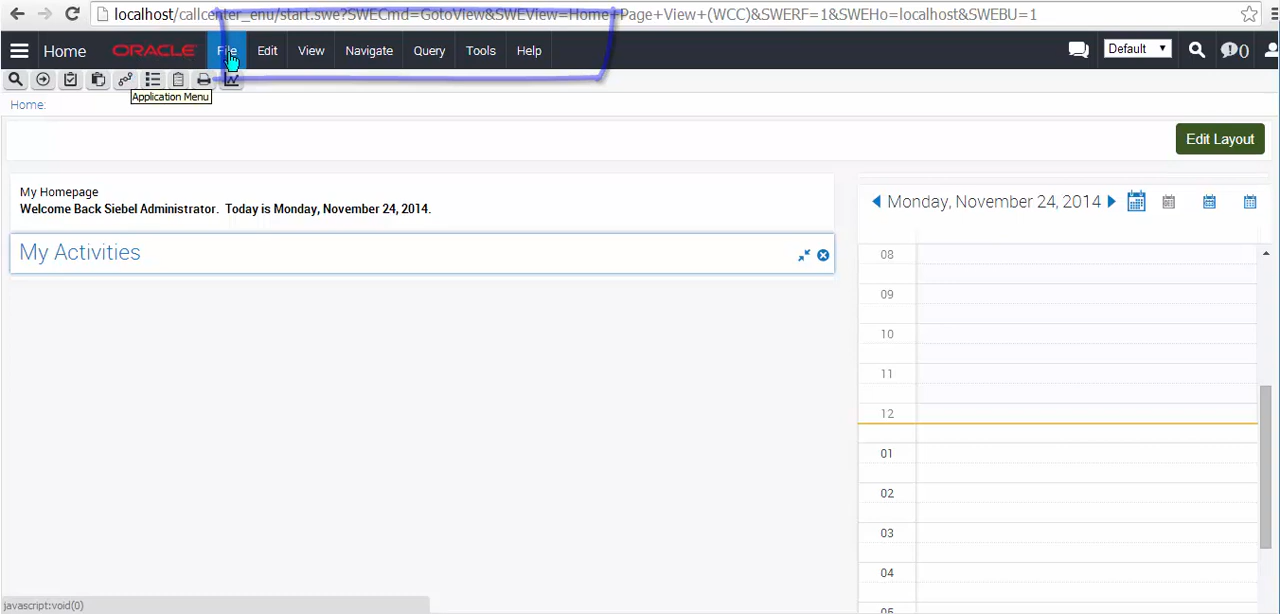 localhost/callcenter_enu/start.swe?SWECmd=GotoView&SWEView=Home+Page+View+(WCC)&SWERF=1&SWEHo=localhost&SWEBU=1
Home ORACLE File Edit View Navigate Query Tools Help Default 0
Application Menu
Home:
Edit Layout
My Homepage
Welcome Back Siebel Administrator. Today is Monday, November 24, 2014.
Monday, November 24, 2014
My Activities
08
09
10
11
12
01
02
03
04
05
javascript:void(0)